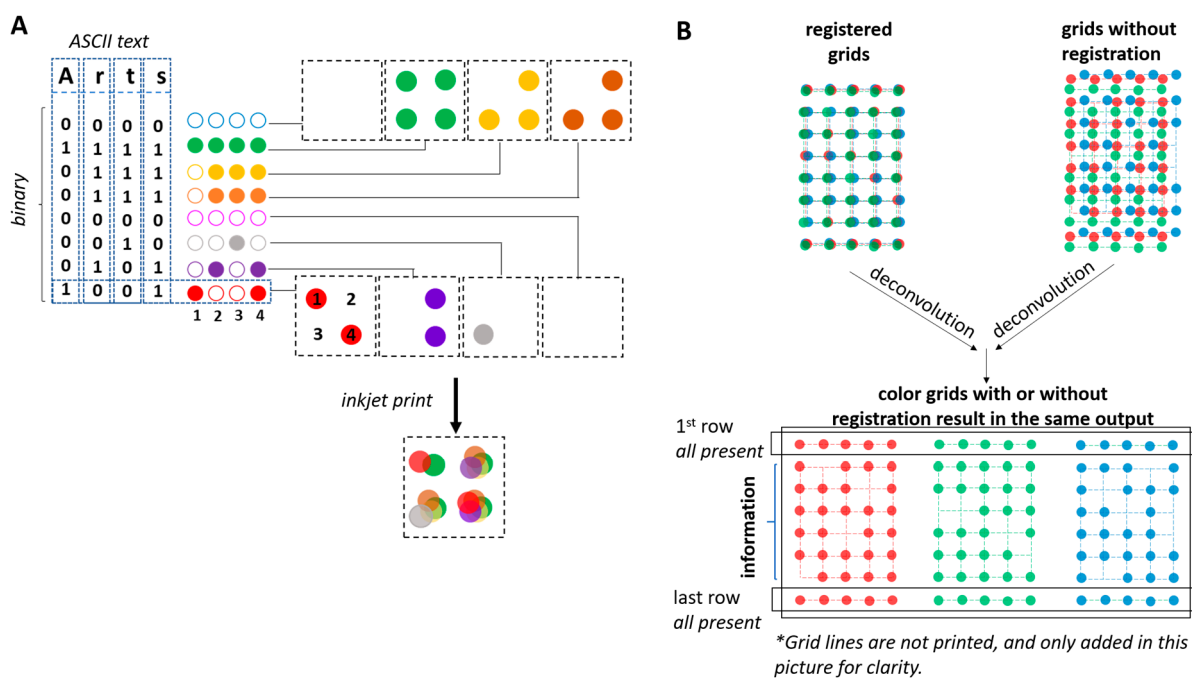 A
ASCII text
A r t s
binary
0 0 0 0
1 1 1 1
0 1 1 1
0 1 1 1
0 0 0 0
0 0 1 0
0 1 0 1
1 0 0 1
1 2 3 4
1 2
3 4
inkjet print
B
registered
grids
grids without
registration
deconvolution
deconvolution
color grids with or without
registration result in the same output
1st row
all present
information
last row
all present
*Grid lines are not printed, and only added in this
picture for clarity.